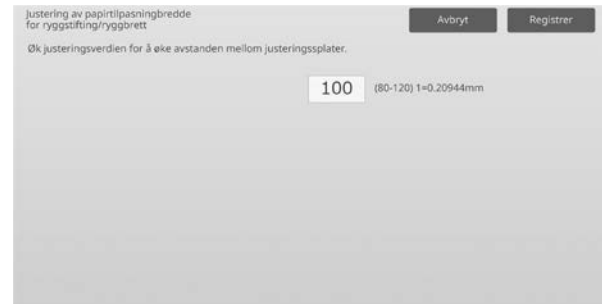 Justering av papirtilpasningbredde
for ryggstifting/ryggbrett
Avbryt
Registrer
Øk justeringsverdien for å øke avstanden mellom justeringssplater.
100 (80-120) 1=0.20944mm